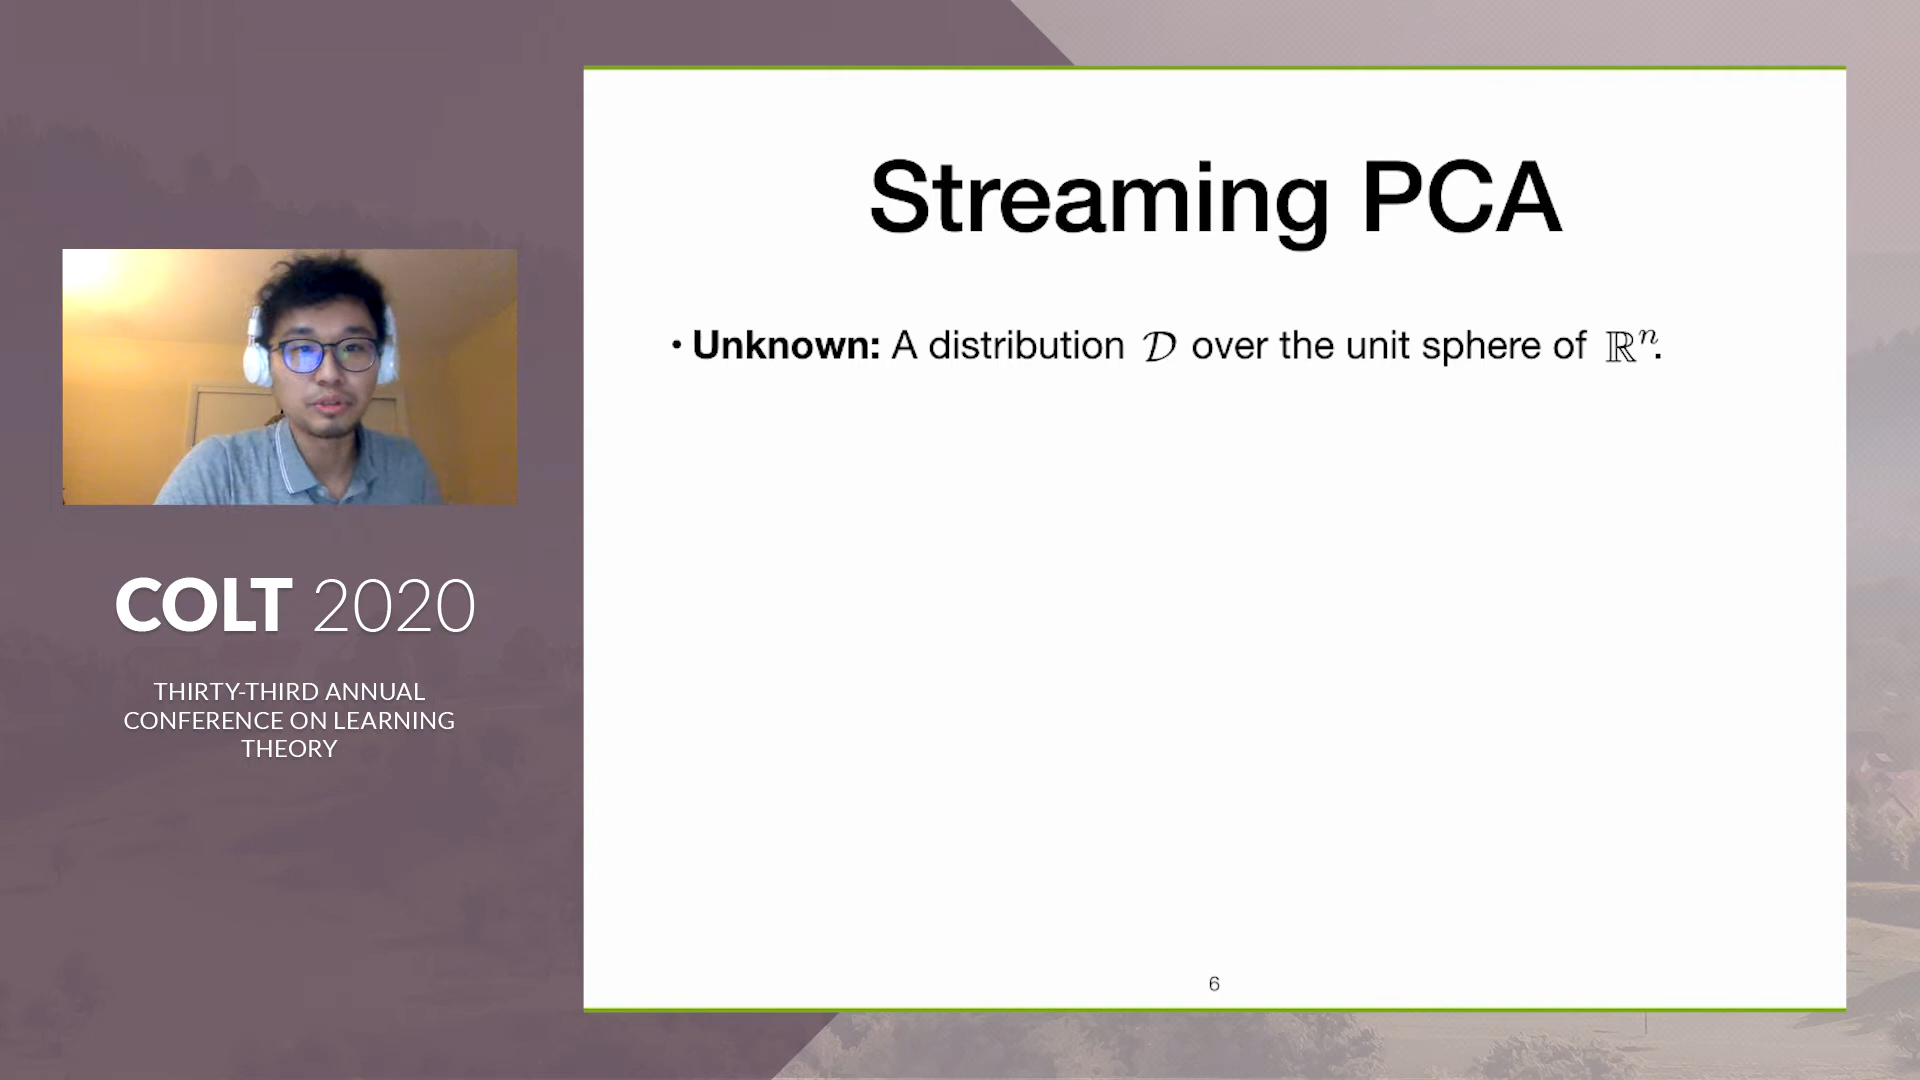 COLT 2020
THIRTY-THIRD ANNUAL
CONFERENCE ON LEARNING
THEORY
Streaming PCA
• Unknown: A distribution 𝒟 over the unit sphere of ℝⁿ.
6